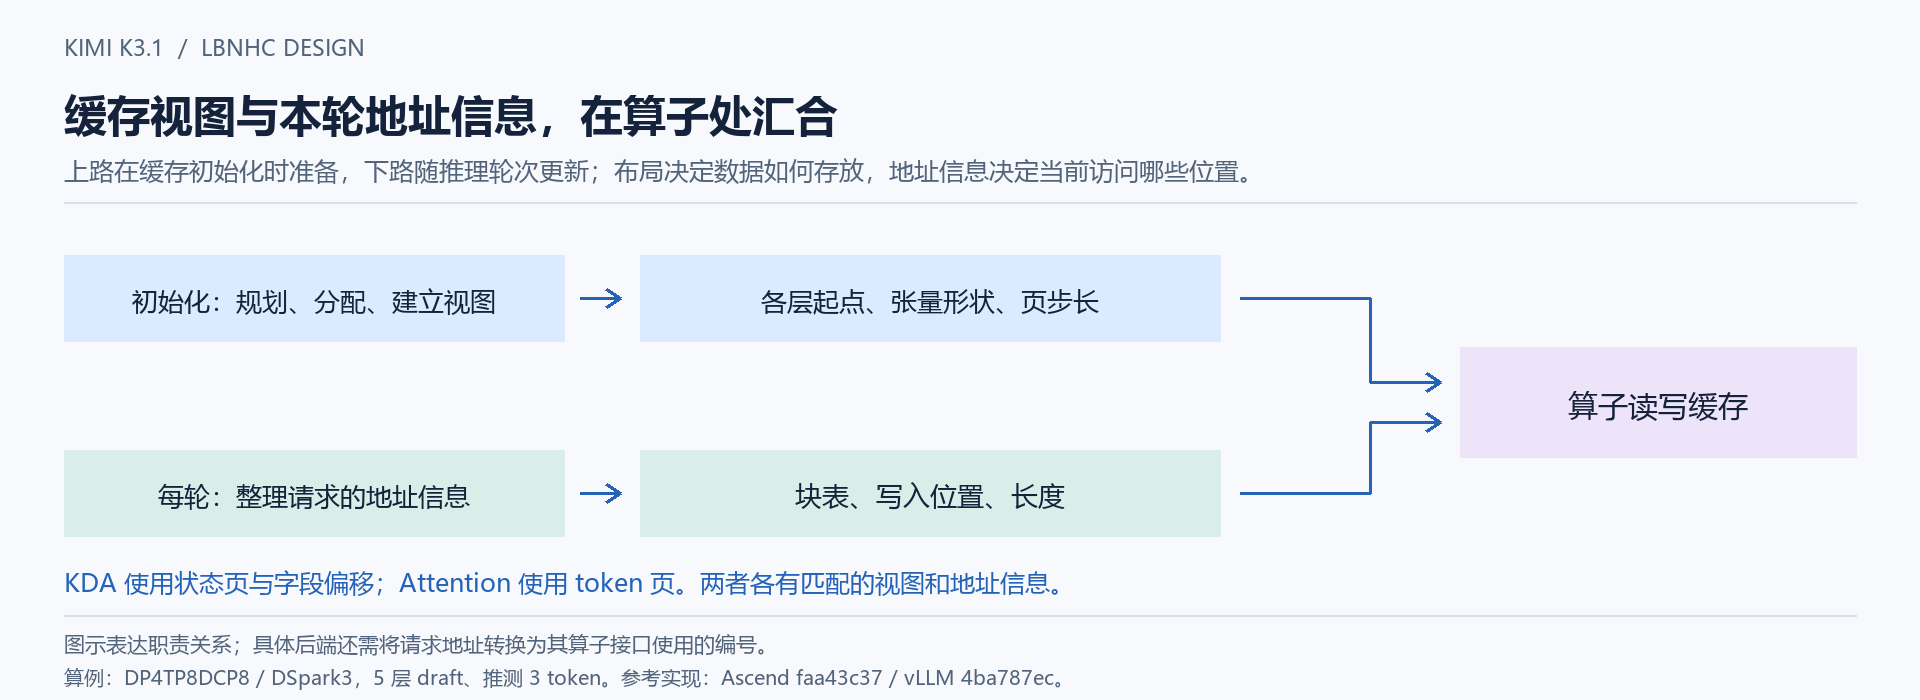 KIMI K3.1 / LBNHC DESIGN
缓存视图与本轮地址信息，在算子处汇合
上路在缓存初始化时准备，下路随推理轮次更新；布局决定数据如何存放，地址信息决定当前访问哪些位置。
初始化：规划、分配、建立视图
各层起点、张量形状、页步长
算子读写缓存
每轮：整理请求的地址信息
块表、写入位置、长度
KDA 使用状态页与字段偏移；Attention 使用 token 页。两者各有匹配的视图和地址信息。
图示表达职责关系；具体后端还需将请求地址转换为其算子接口使用的编号。
算例：DP4TP8DCP8 / DSpark3，5 层 draft、推测 3 token。参考实现：Ascend faa43c37 / vLLM 4ba787ec。